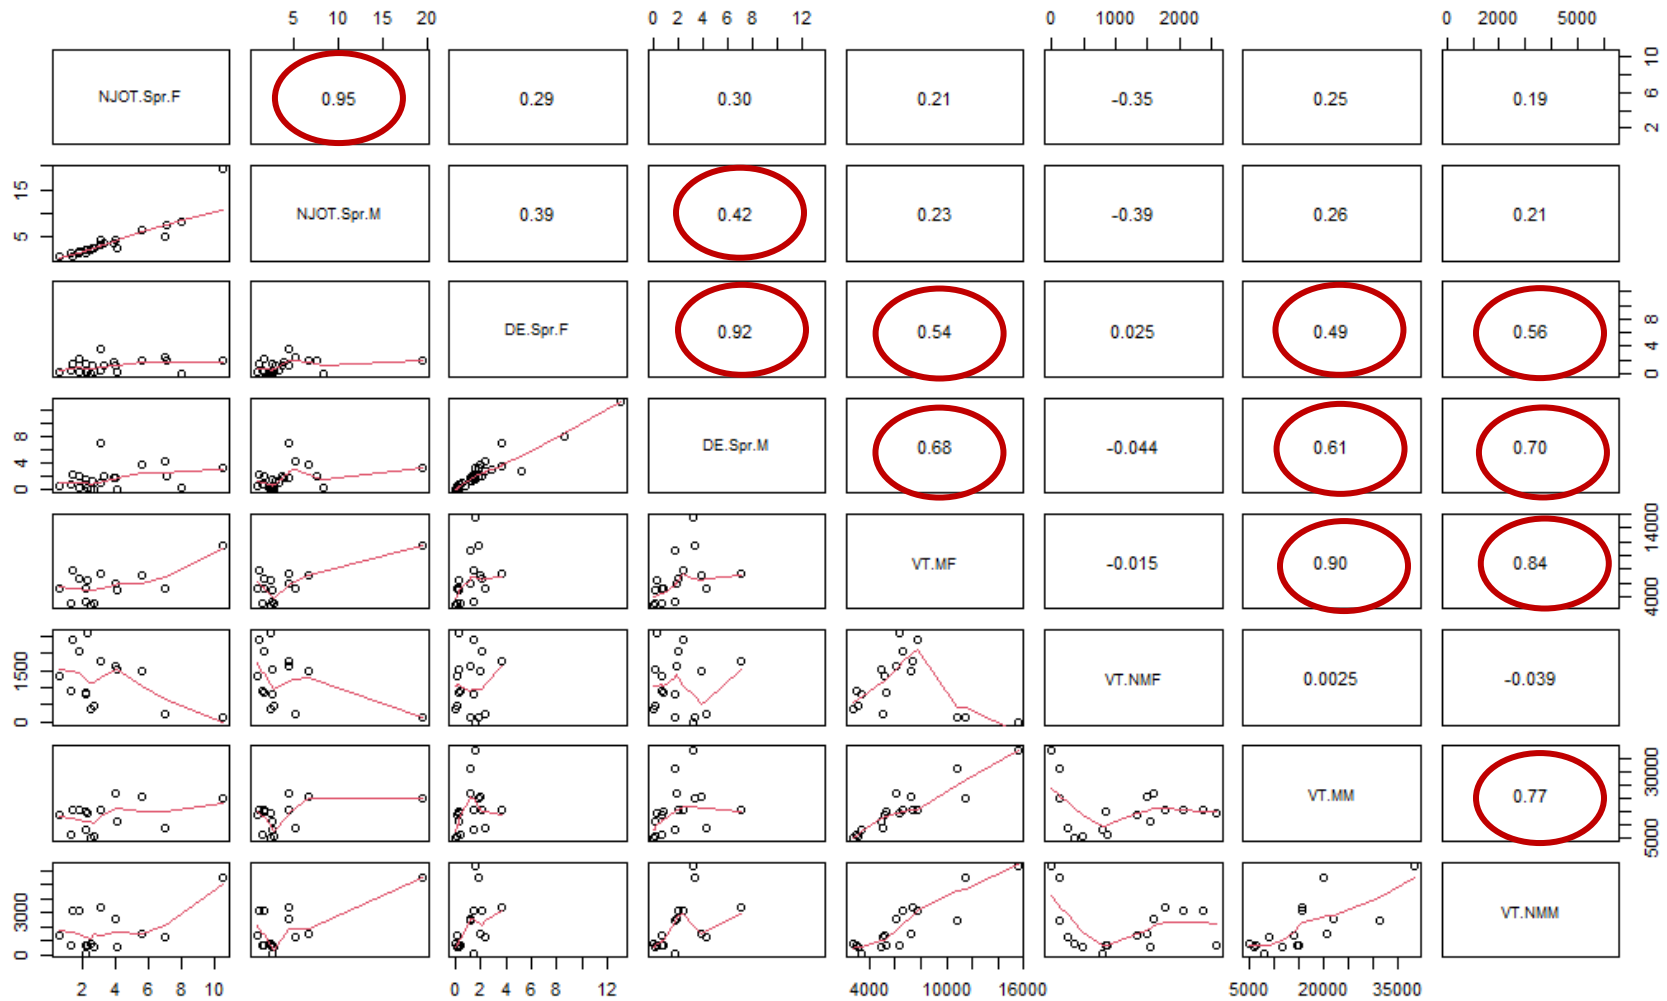 5 10 15 20 0 2 4 6 8 12 0 1000 2000 0 2000 5000
NJOT.Spr.F 0.95 0.29 0.30 0.21 -0.35 0.25 0.19 2 6 10
5 15 NJOT.Spr.M 0.39 0.42 0.23 -0.39 0.26 0.21
DE.Spr.F 0.92 0.54 0.025 0.49 0.56 0 4 8
0 4 8 DE.Spr.M 0.68 -0.044 0.61 0.70
VT.MF -0.015 0.90 0.84 4000 14000
0 1500 VT.NMF 0.0025 -0.039
VT.MM 0.77 5000 30000
0 3000 VT.NMM
2 4 6 8 10 0 2 4 6 8 12 4000 10000 16000 5000 20000 35000